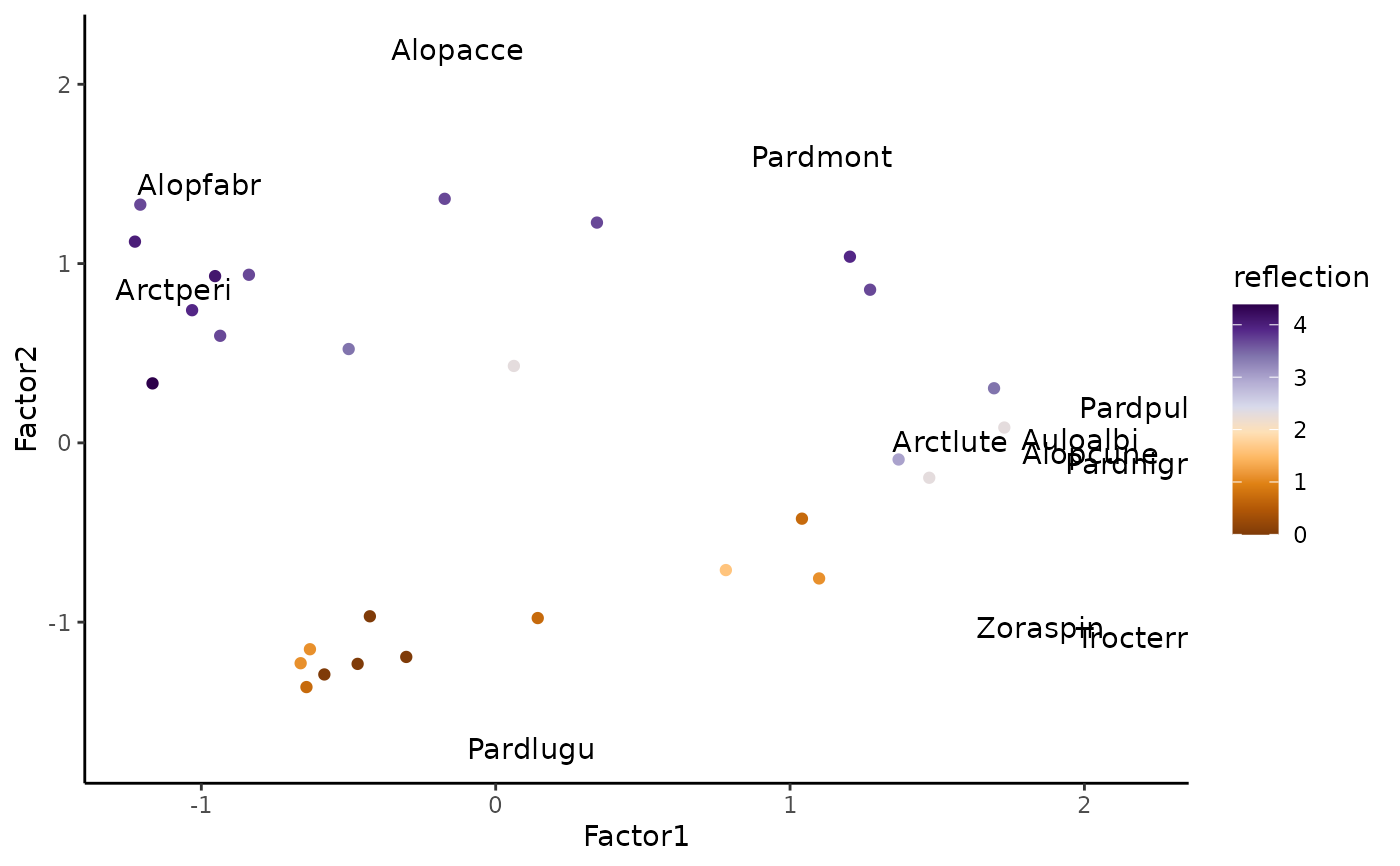 Alopacce
2
Pardmont
Alopfabr
1
reflection
Arctperi
4
3
Pardpul
Factor2
0
Arctlute
Auloalbi
Alopcune
Pardnigr
2
1
0
-1
Zoraspin
Trocterr
Pardlugu
-1
0
1
2
Factor1